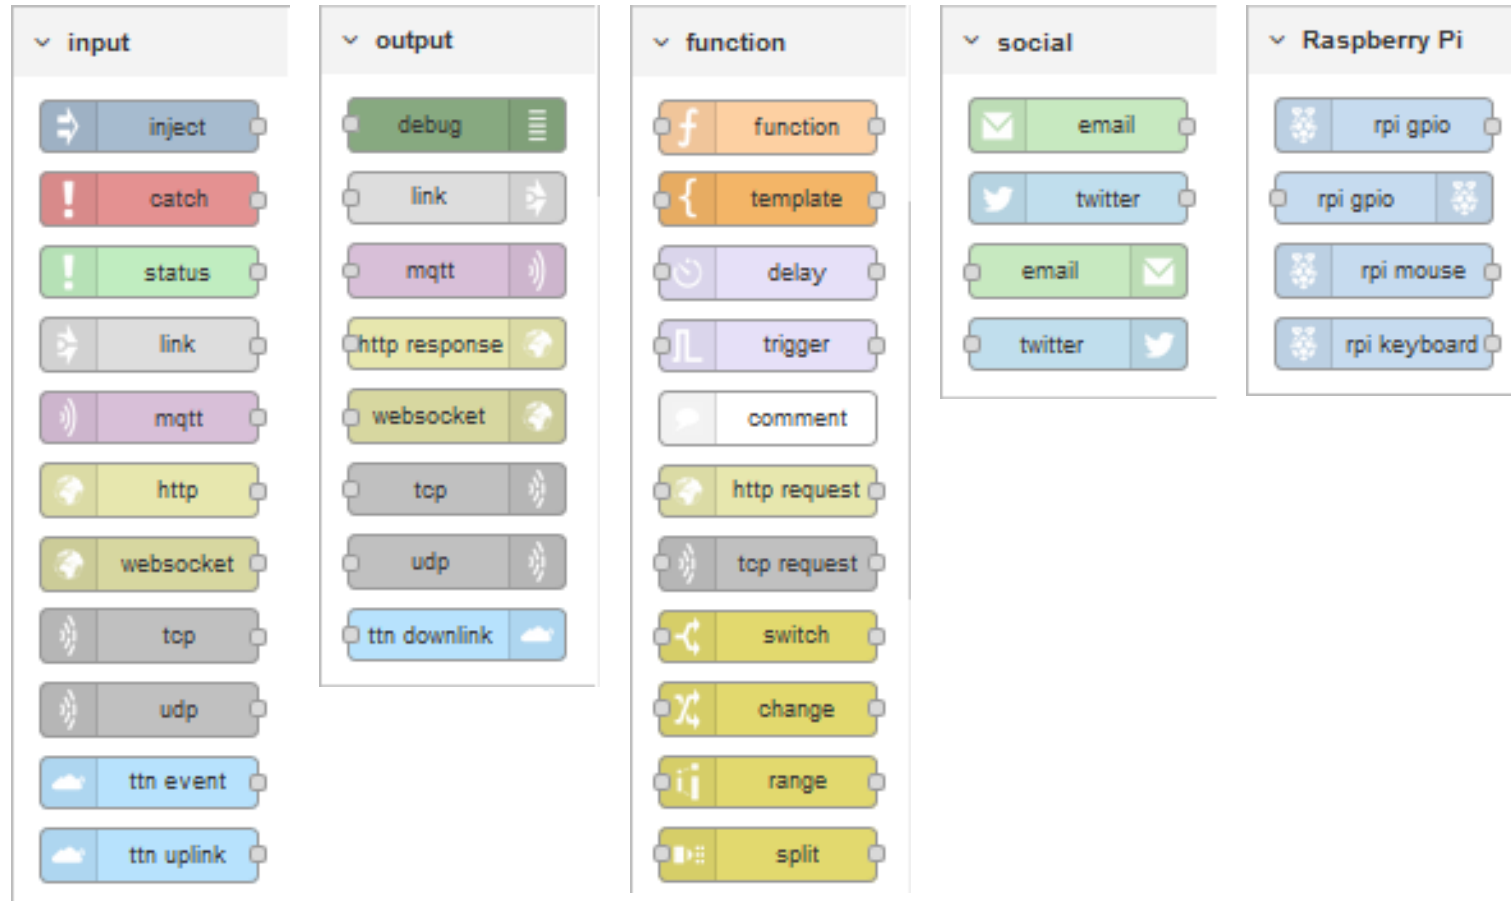 input
inject
catch
status
link
mqtt
http
websocket
tcp
udp
ttn event
ttn uplink
output
debug
link
mqtt
http response
websocket
tcp
udp
ttn downlink
function
function
template
delay
trigger
comment
http request
tcp request
switch
change
range
split
social
email
twitter
email
twitter
Raspberry Pi
rpi gpio
rpi gpio
rpi mouse
rpi keyboard